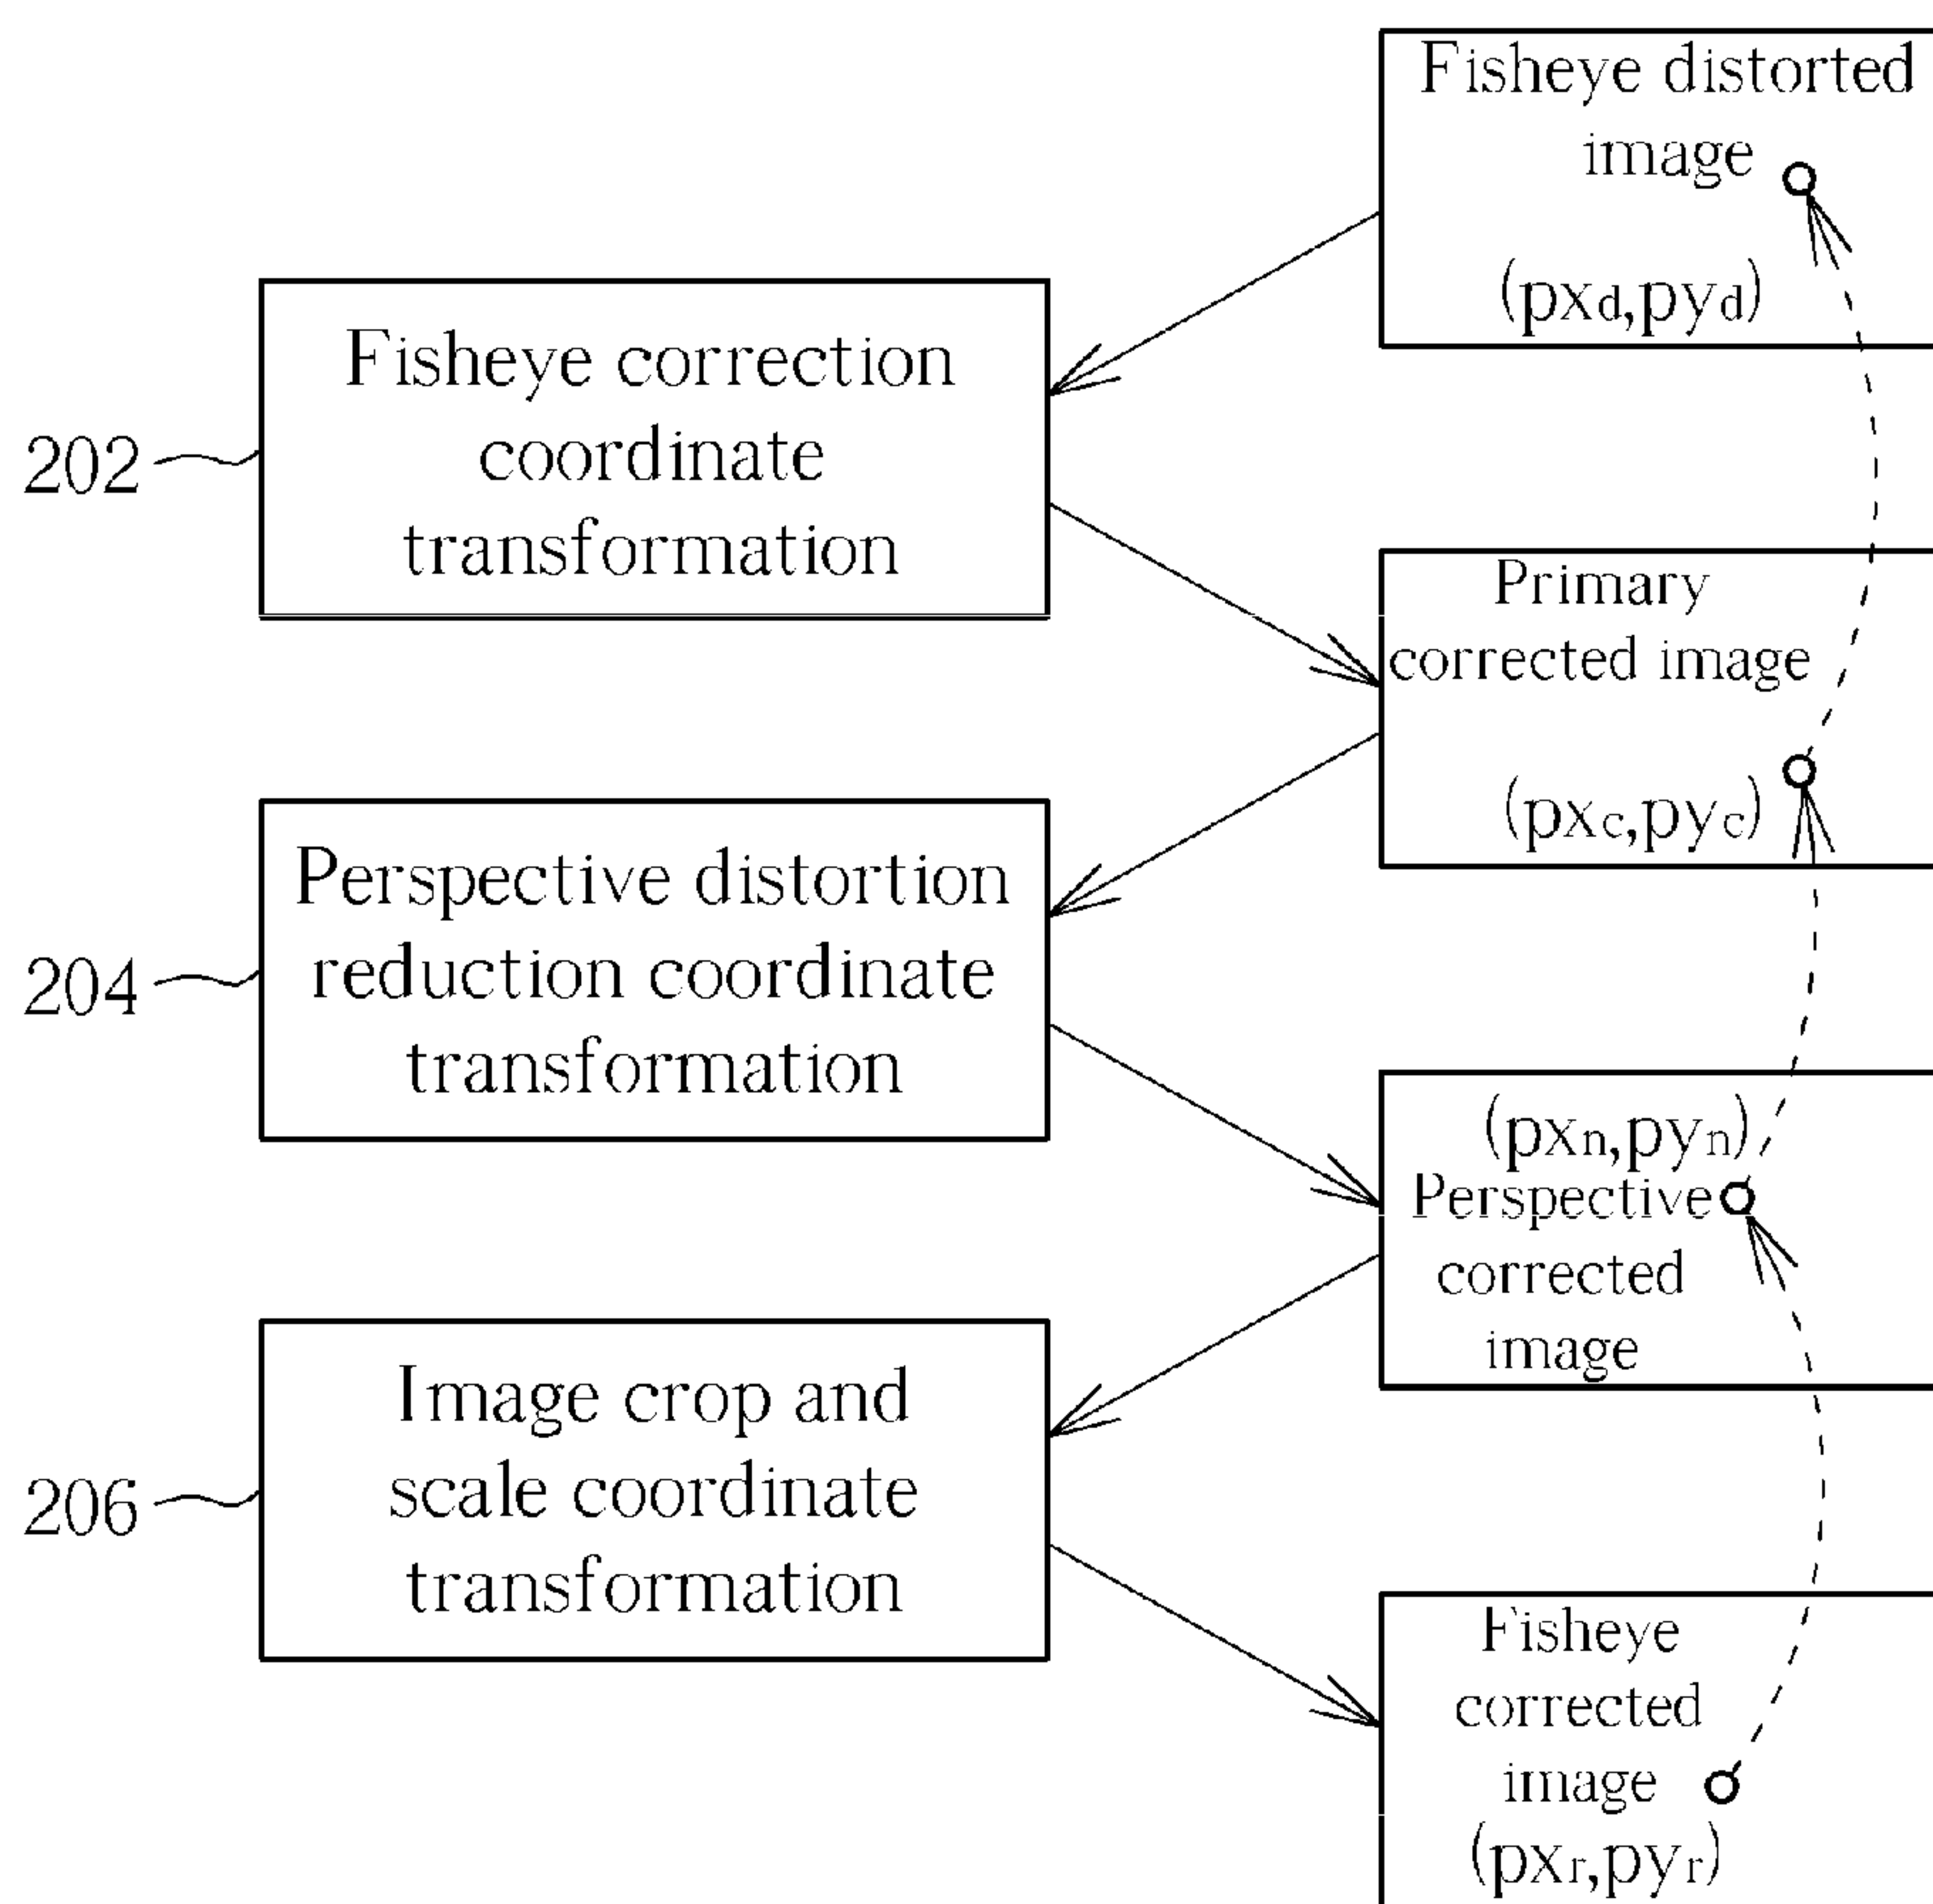 Fisheye distorted
image
(pxd,pyd)
202
Fisheye correction
coordinate
transformation
Primary
corrected image
(pxc,pyc)
204
Perspective distortion
reduction coordinate
transformation
(pxn,pyn)
Perspective
corrected
image
206
Image crop and
scale coordinate
transformation
Fisheye
corrected
image
(pxr,pyr)